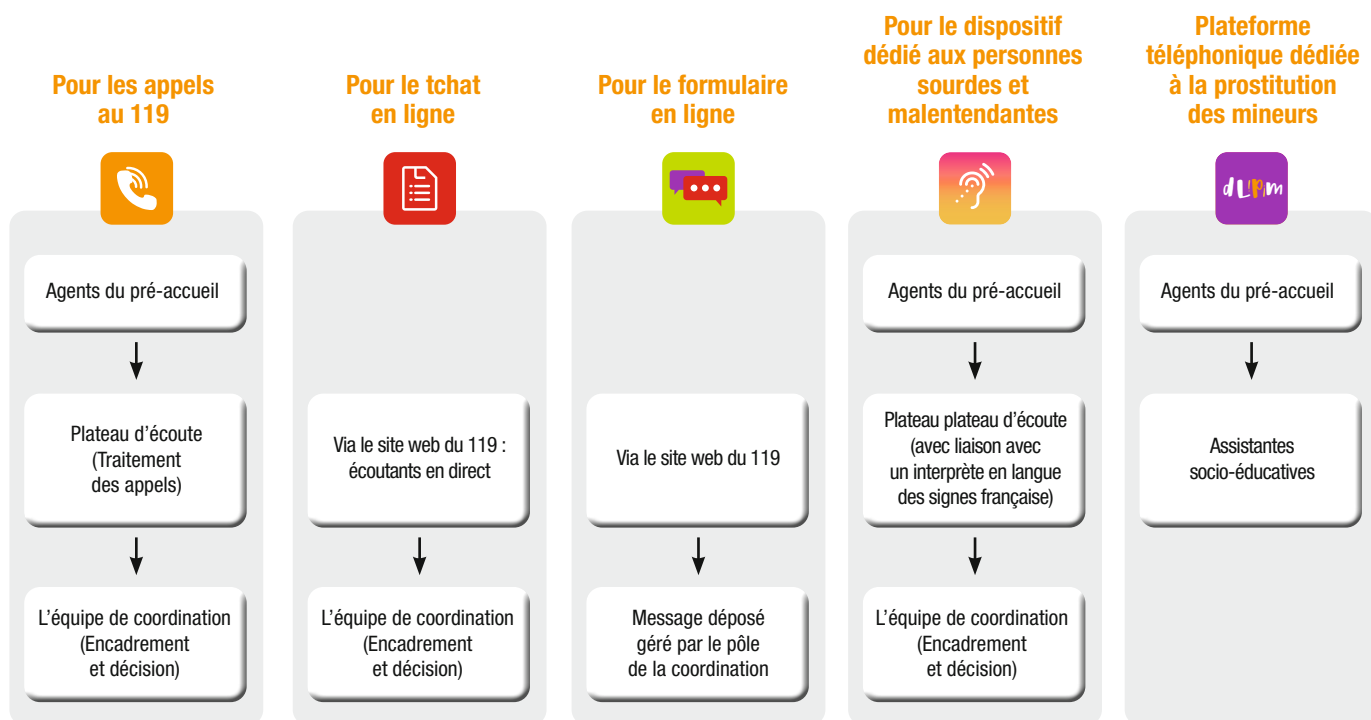 Pour les appels
au 119
Agents du pré-accueil
Plateau d’écoute
(Traitement
des appels)
L’équipe de coordination
(Encadrement
et décision)
Pour le tchat
en ligne
Via le site web du 119 :
écoutants en direct
L’équipe de coordination
(Encadrement
et décision)
Pour le formulaire
en ligne
Via le site web du 119
Message déposé
géré par le pôle
de la coordination
Pour le dispositif
dédié aux personnes
sourdes et
malentendantes
Agents du pré-accueil
Plateau plateau d’écoute
(avec liaison avec
un interprète en langue
des signes française)
L’équipe de coordination
(Encadrement
et décision)
Plateforme
téléphonique dédiée
à la prostitution
des mineurs
dL'PiM
Agents du pré-accueil
Assistantes
socio-éducatives